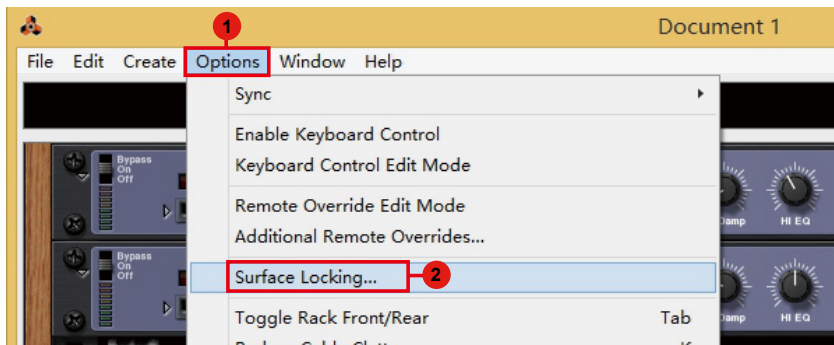 1
Document 1
File Edit Create Options Window Help
Sync
Enable Keyboard Control
Keyboard Control Edit Mode
Remote Override Edit Mode
Additional Remote Overrides...
Surface Locking... 2
Toggle Rack Front/Rear Tab
Bypass
On
Off
Damp HI EQ
Bypass
On
Off
Damp HI EQ